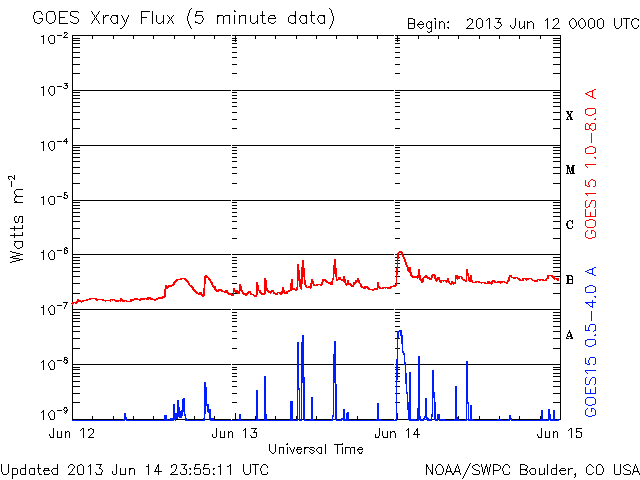 GOES Xray Flux (5 minute data)
Begin: 2013 Jun 12 0000 UTC
10⁻²
10⁻³
10⁻⁴
10⁻⁵
10⁻⁶
10⁻⁷
10⁻⁸
10⁻⁹
Watts m⁻²
X
M
C
B
A
GOES15 1.0-8.0 A
GOES15 0.5-4.0 A
Jun 12
Jun 13
Jun 14
Jun 15
Universal Time
Updated 2013 Jun 14 23:55:11 UTC
NOAA/SWPC Boulder, CO USA